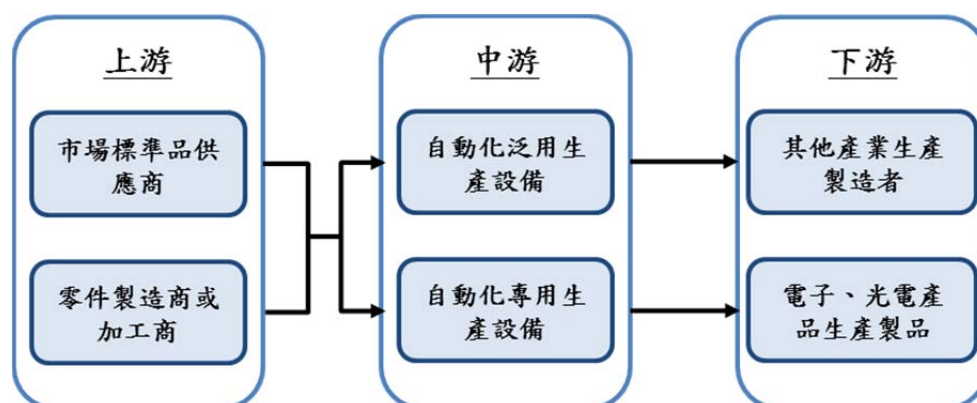 上游
市場標準品供
應商
零件製造商或
加工商
中游
自動化泛用生
產設備
自動化專用生
產設備
下游
其他產業生產
製造者
電子、光電產
品生產製品